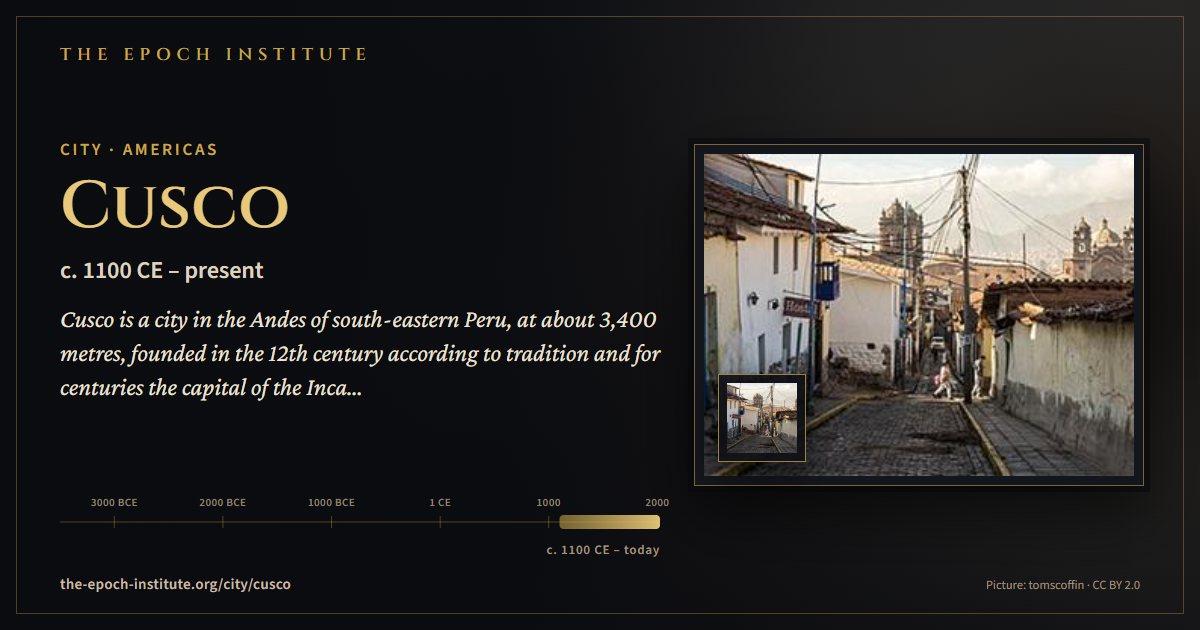 THE EPOCH INSTITUTE
CITY · AMERICAS
CUSCO
c. 1100 CE – present
Cusco is a city in the Andes of south-eastern Peru, at about 3,400
metres, founded in the 12th century according to tradition and for
centuries the capital of the Inca...
Host
3000 BCE 2000 BCE 1000 BCE 1 CE 1000 2000
c. 1100 CE – today
the-epoch-institute.org/city/cusco
Picture: tomscoffin · CC BY 2.0